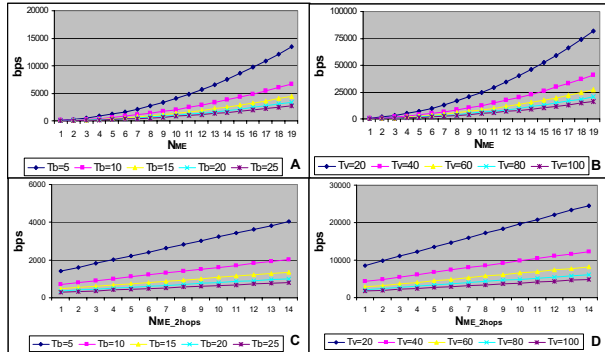 20000
15000
10000
5000
0
bps
1 2 3 4 5 6 7 8 9 10 11 12 13 14 15 16 17 18 19
NME
A
Tb=5 Tb=10 Tb=15 Tb=20 Tb=25
100000
75000
50000
25000
0
bps
1 2 3 4 5 6 7 8 9 10 11 12 13 14 15 16 17 18 19
NME
B
Tv=20 Tv=40 Tv=60 Tv=80 Tv=100
6000
4000
2000
0
bps
1 2 3 4 5 6 7 8 9 10 11 12 13 14
NME_2hops
C
Tb=5 Tb=10 Tb=15 Tb=20 Tb=25
30000
20000
10000
0
bps
1 2 3 4 5 6 7 8 9 10 11 12 13 14
NME_2hops
D
Tv=20 Tv=40 Tv=60 Tv=80 Tv=100